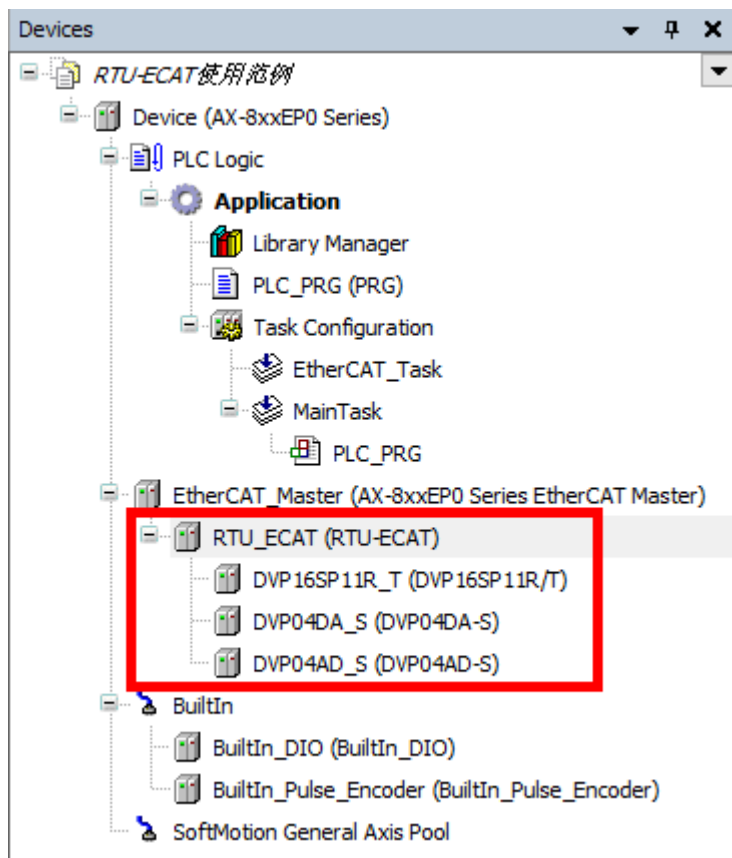 Devices
RTU-ECAT使用范例
Device (AX-8xxEP0 Series)
PLC Logic
Application
Library Manager
PLC_PRG (PRG)
Task Configuration
EtherCAT_Task
MainTask
PLC_PRG
EtherCAT_Master (AX-8xxEP0 Series EtherCAT Master)
RTU_ECAT (RTU-ECAT)
DVP16SP11R_T (DVP16SP11R/T)
DVP04DA_S (DVP04DA-S)
DVP04AD_S (DVP04AD-S)
BuiltIn
BuiltIn_DIO (BuiltIn_DIO)
BuiltIn_Pulse_Encoder (BuiltIn_Pulse_Encoder)
SoftMotion General Axis Pool